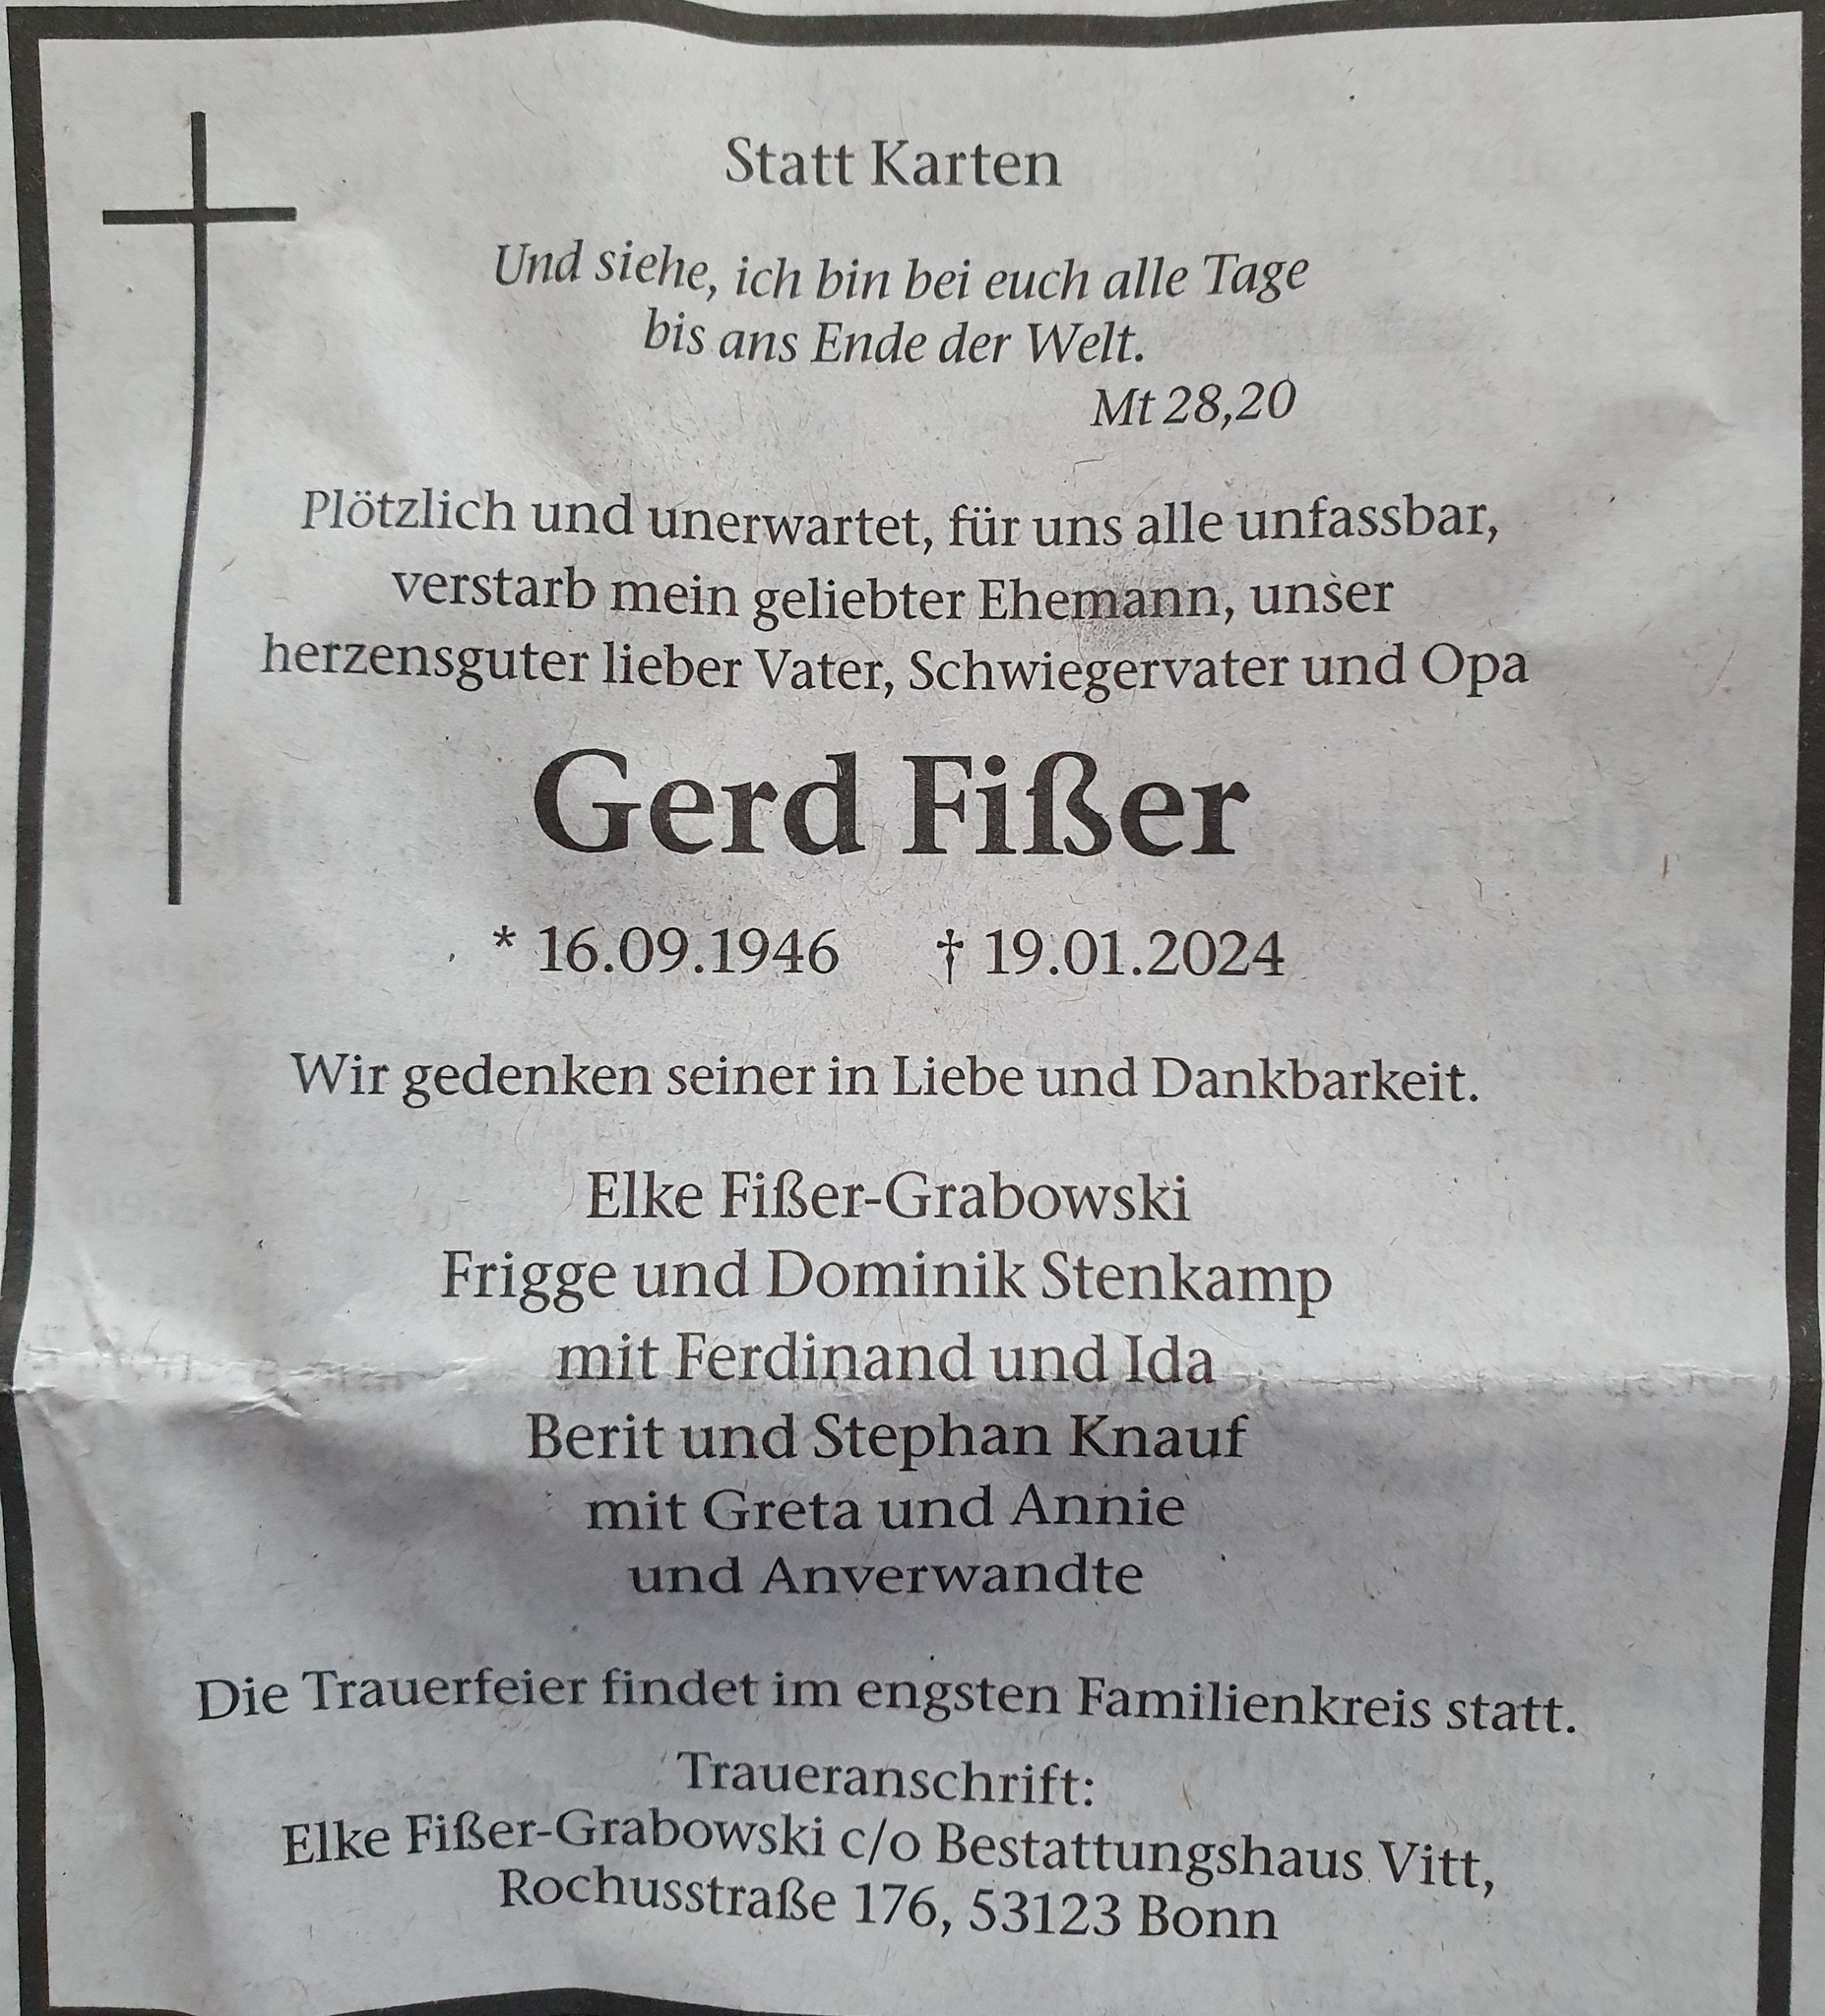 Statt Karten
Und siehe, ich bin bei euch alle Tage
bis ans Ende der Welt.
Mt 28,20
Plötzlich und unerwartet, für uns alle unfassbar,
verstarb mein geliebter Ehemann, unser
herzensguter lieber Vater, Schwiegervater und Opa
Gerd Fißer
* 16.09.1946 † 19.01.2024
Wir gedenken seiner in Liebe und Dankbarkeit.
Elke Fißer-Grabowski
Frigge und Dominik Stenkamp
mit Ferdinand und Ida
Berit und Stephan Knauf
mit Greta und Annie
und Anverwandte
Die Trauerfeier findet im engsten Familienkreis statt.
Traueranschrift:
Elke Fißer-Grabowski c/o Bestattungshaus Vitt,
Rochusstraße 176, 53123 Bonn